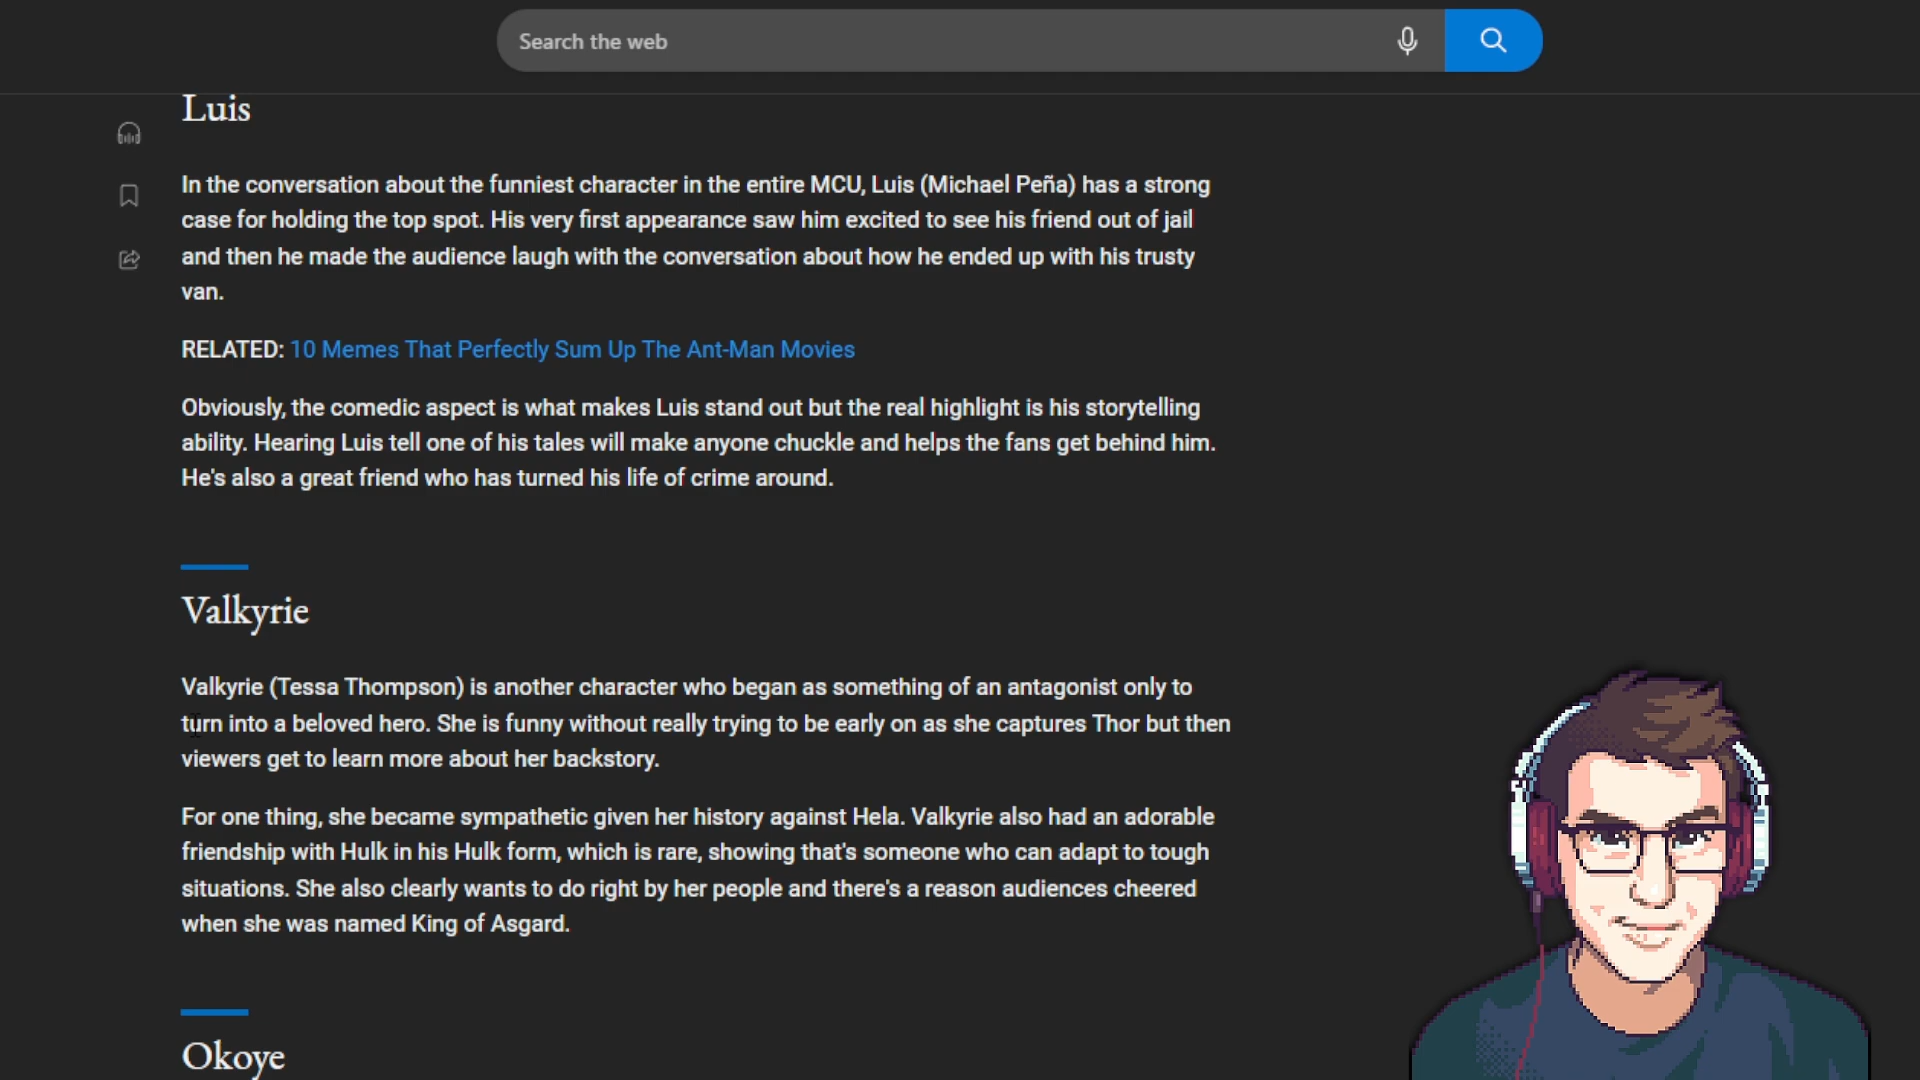 Search the web
Luis
In the conversation about the funniest character in the entire MCU, Luis (Michael Peña) has a strong
case for holding the top spot. His very first appearance saw him excited to see his friend out of jail
and then he made the audience laugh with the conversation about how he ended up with his trusty
van.
RELATED: 10 Memes That Perfectly Sum Up The Ant-Man Movies
Obviously, the comedic aspect is what makes Luis stand out but the real highlight is his storytelling
ability. Hearing Luis tell one of his tales will make anyone chuckle and helps the fans get behind him.
He's also a great friend who has turned his life of crime around.
Valkyrie
Valkyrie (Tessa Thompson) is another character who began as something of an antagonist only to
turn into a beloved hero. She is funny without really trying to be early on as she captures Thor but then
viewers get to learn more about her backstory.
For one thing, she became sympathetic given her history against Hela. Valkyrie also had an adorable
friendship with Hulk in his Hulk form, which is rare, showing that's someone who can adapt to tough
situations. She also clearly wants to do right by her people and there's a reason audiences cheered
when she was named King of Asgard.
Okoye